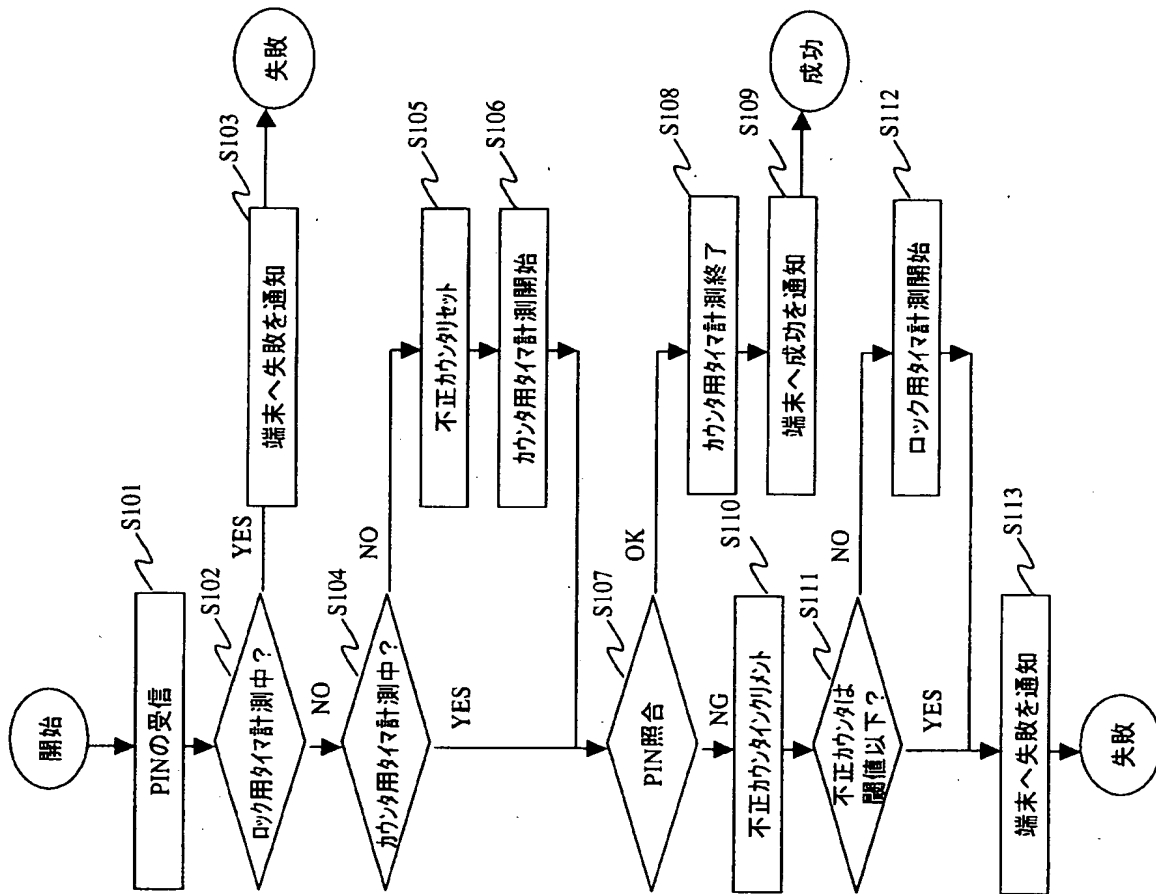 開始
S101
PINの受信
S102
ロック用タイマ計測中？
YES
S103
端末へ失敗を通知
失敗
NO
S104
カウンタ用タイマ計測中？
NO
S105
不正カウンタリセット
S106
カウンタ用タイマ計測開始
YES
S107
PIN照合
OK
S108
カウンタ用タイマ計測終了
S109
端末へ成功を通知
成功
NG
S110
不正カウンタインクリメント
S111
不正カウンタは
閾値以下？
NO
S112
ロック用タイマ計測開始
YES
S113
端末へ失敗を通知
失敗